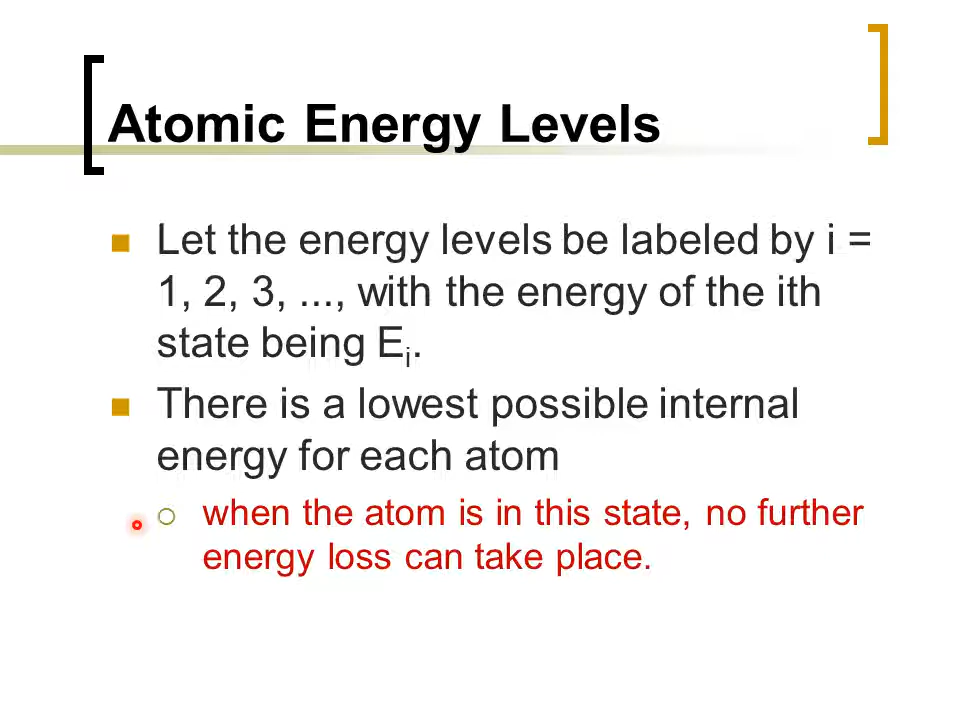 Atomic Energy Levels
Let the energy levels be labeled by i =
1, 2, 3, ..., with the energy of the ith
state being Ei.
There is a lowest possible internal
energy for each atom
when the atom is in this state, no further
energy loss can take place.